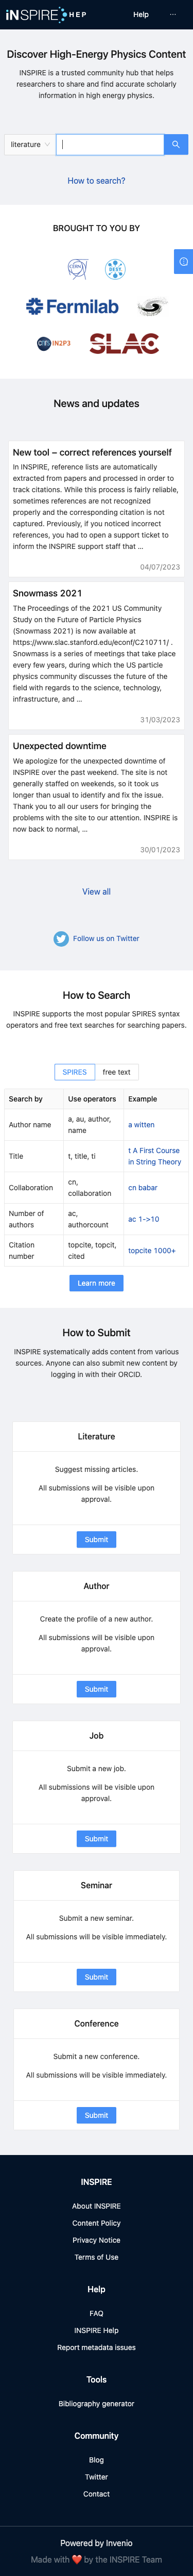 iNSPIRE HEP
Help
...
Discover High-Energy Physics Content
INSPIRE is a trusted community hub that helps
researchers to share and find accurate scholarly
information in high energy physics.
literature
How to search?
BROUGHT TO YOU BY
CERN
DESY
Fermilab
IN2P3
SLAC
News and updates
New tool – correct references yourself
In INSPIRE, reference lists are automatically
extracted from papers and processed in order to
track citations. While this process is fairly reliable,
sometimes references are not recognized
properly and the corresponding citation is not
captured. Previously, if you noticed incorrect
references, you had to open a support ticket to
inform the INSPIRE support staff that ...
04/07/2023
Snowmass 2021
The Proceedings of the 2021 US Community
Study on the Future of Particle Physics
(Snowmass 2021) is now available at
https://www.slac.stanford.edu/econf/C210711/ .
Snowmass is a series of meetings that take place
every few years, during which the US particle
physics community discusses the future of the
field with regards to the science, technology,
infrastructure, and ...
31/03/2023
Unexpected downtime
We apologize for the unexpected downtime of
INSPIRE over the past weekend. The site is not
generally staffed on weekends, so it took us
longer than usual to identify and fix the issue.
Thank you to all our users for bringing the
problems with the site to our attention. INSPIRE is
now back to normal, ...
30/01/2023
View all
Follow us on Twitter
How to Search
INSPIRE supports the most popular SPIRES syntax
operators and free text searches for searching papers.
SPIRES free text
Search by Use operators Example
Author name a, au, author, name a witten
Title t, title, ti t A First Course in String Theory
Collaboration cn, collaboration cn babar
Number of authors ac, authorcount ac 1->10
Citation number topcite, topcit, cited topcite 1000+
Learn more
How to Submit
INSPIRE systematically adds content from various
sources. Anyone can also submit new content by
logging in with their ORCID.
Literature
Suggest missing articles.
All submissions will be visible upon
approval.
Submit
Author
Create the profile of a new author.
All submissions will be visible upon
approval.
Submit
Job
Submit a new job.
All submissions will be visible upon
approval.
Submit
Seminar
Submit a new seminar.
All submissions will be visible immediately.
Submit
Conference
Submit a new conference.
All submissions will be visible immediately.
Submit
INSPIRE
About INSPIRE
Content Policy
Privacy Notice
Terms of Use
Help
FAQ
INSPIRE Help
Report metadata issues
Tools
Bibliography generator
Community
Blog
Twitter
Contact
Powered by Invenio
Made with ❤️ by the INSPIRE Team